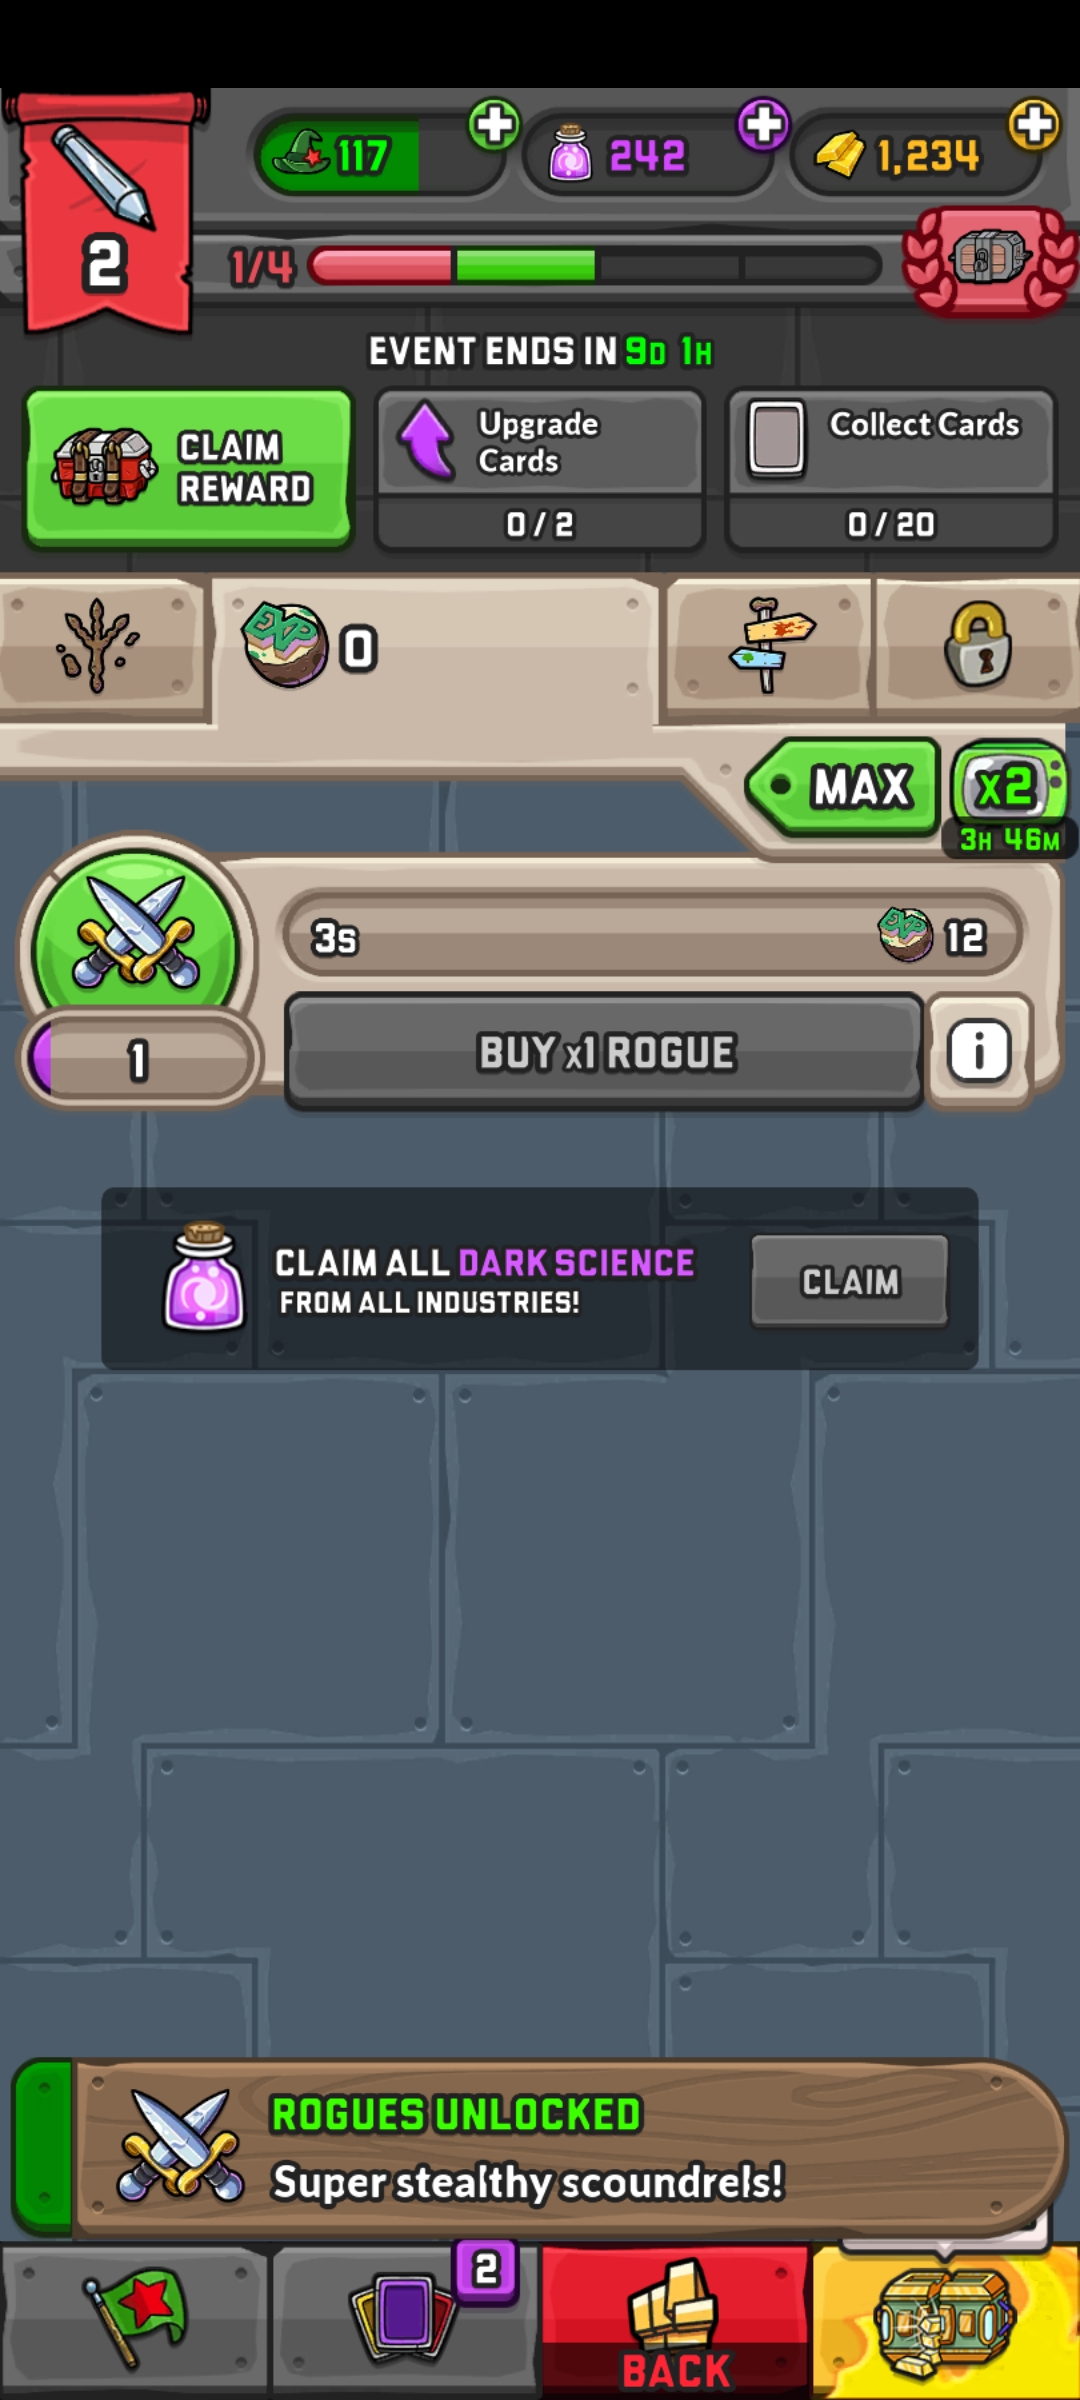 117
242
1,234
2
1/4
EVENT ENDS IN 9D 1H
CLAIM
REWARD
Upgrade
Cards
0 / 2
Collect Cards
0 / 20
EXP
0
MAX
x2
3H 46M
3s
EXP
12
1
BUY x1 ROGUE
i
CLAIM ALL DARK SCIENCE
FROM ALL INDUSTRIES!
CLAIM
ROGUES UNLOCKED
Super stealthy scoundrels!
2
BACK